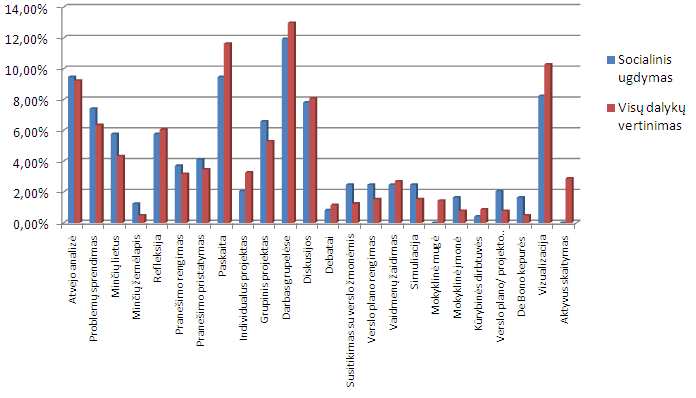 14,00%
12,00%
10,00%
8,00%
6,00%
4,00%
2,00%
0,00%
Atvejo analizė
Problemų sprendimas
Minčių lietus
Minčių žemėlapis
Refleksija
Pranešimo rengimas
Pranešimo pristatymas
Paskaita
Individualus projektas
Grupinis projektas
Darbas grupelėse
Diskusijos
Debatai
Susitikimas su verslo žmonėmis
Verslo plano rengimas
Vaidmenų žaidimas
Simuliacija
Mokyklinė mugė
Mokyklinė įmonė
Kūrybinės dirbtuvės
Verslo plano/ projekto..
De Bono kepurės
Vizualizacija
Aktyvus skaitymas
Socialinis
ugdymas
Visų dalykų
vertinimas